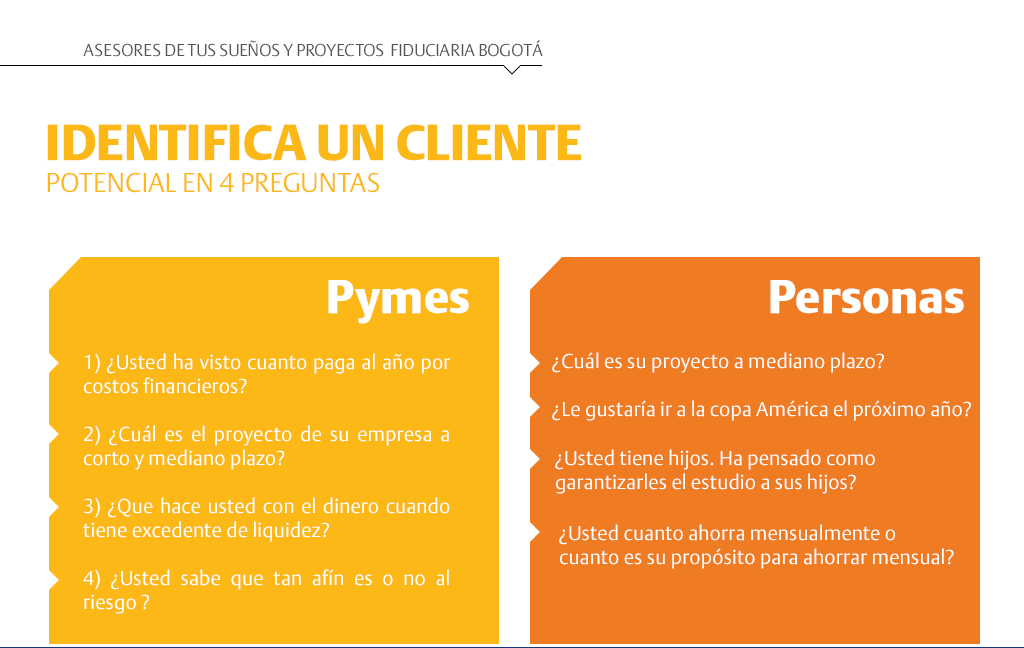 ASESORES DE TUS SUEÑOS Y PROYECTOS FIDUCIARIA BOGOTÁ
IDENTIFICA UN CLIENTE
POTENCIAL EN 4 PREGUNTAS
Pymes
1) ¿Usted ha visto cuanto paga al año por
costos financieros?
2) ¿Cuál es el proyecto de su empresa a
corto y mediano plazo?
3) ¿Que hace usted con el dinero cuando
tiene excedente de liquidez?
4) ¿Usted sabe que tan afín es o no al
riesgo ?
Personas
¿Cuál es su proyecto a mediano plazo?
¿Le gustaría ir a la copa América el próximo año?
¿Usted tiene hijos. Ha pensado como
garantizarles el estudio a sus hijos?
¿Usted cuanto ahorra mensualmente o
cuanto es su propósito para ahorrar mensual?